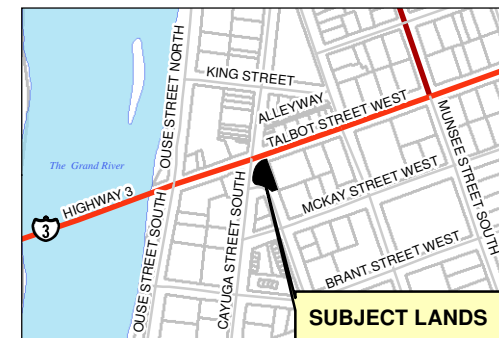 OUSE STREET NORTH
KING STREET
ALLEYWAY
TALBOT STREET WEST
The Grand River
HIGHWAY 3
3
OUSE STREET SOUTH
CAYUGA STREET SOUTH
MCKAY STREET WEST
MUNSEE STREET SOUTH
BRANT STREET WEST
SUBJECT LANDS